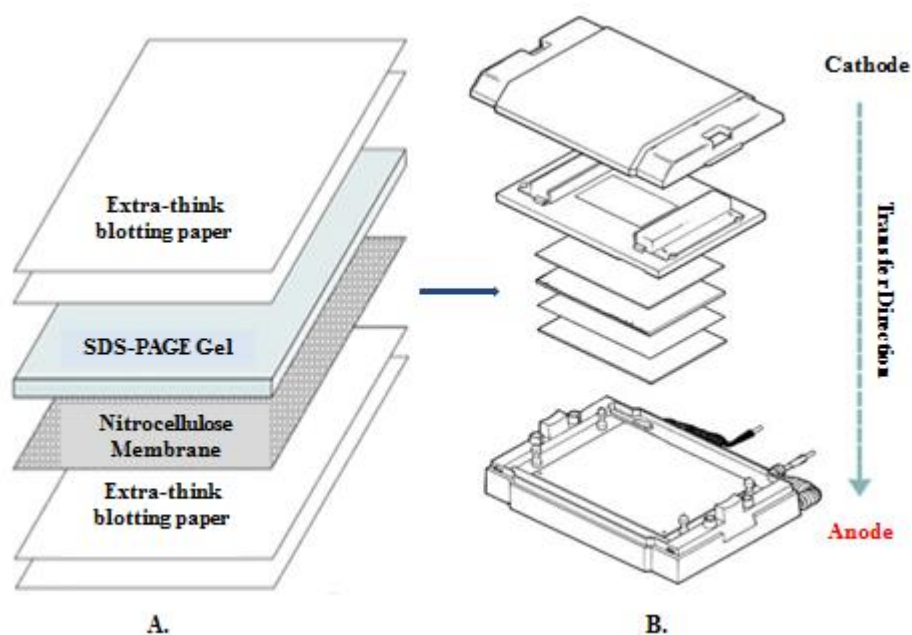 Extra-think
blotting paper
SDS-PAGE Gel
Nitrocellulose
Membrane
Extra-think
blotting paper
A.
Cathode
Transfer Direction
Anode
B.